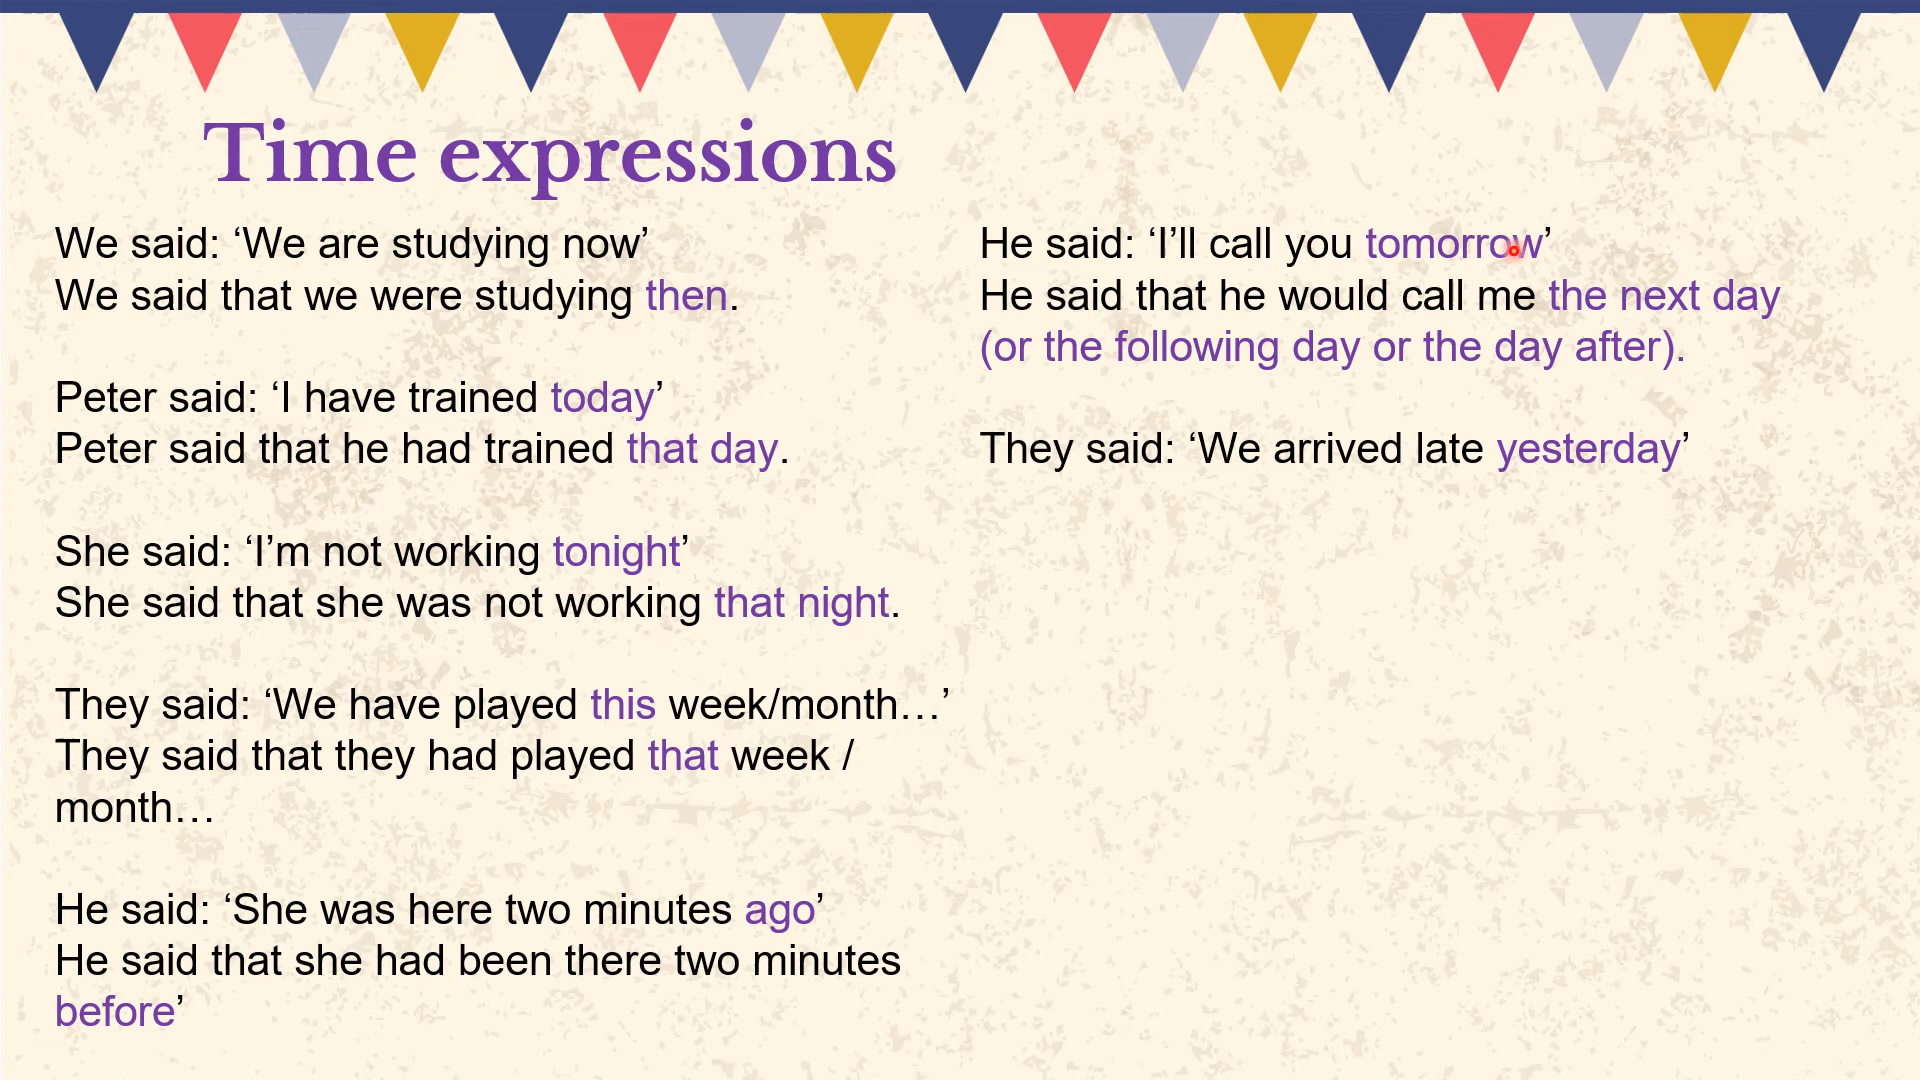 Time expressions
We said: ‘We are studying now’
We said that we were studying then.
Peter said: ‘I have trained today’
Peter said that he had trained that day.
She said: ‘I’m not working tonight’
She said that she was not working that night.
They said: ‘We have played this week/month…’
They said that they had played that week /
month…
He said: ‘She was here two minutes ago’
He said that she had been there two minutes
before’
He said: ‘I’ll call you tomorrow’
He said that he would call me the next day
(or the following day or the day after).
They said: ‘We arrived late yesterday’